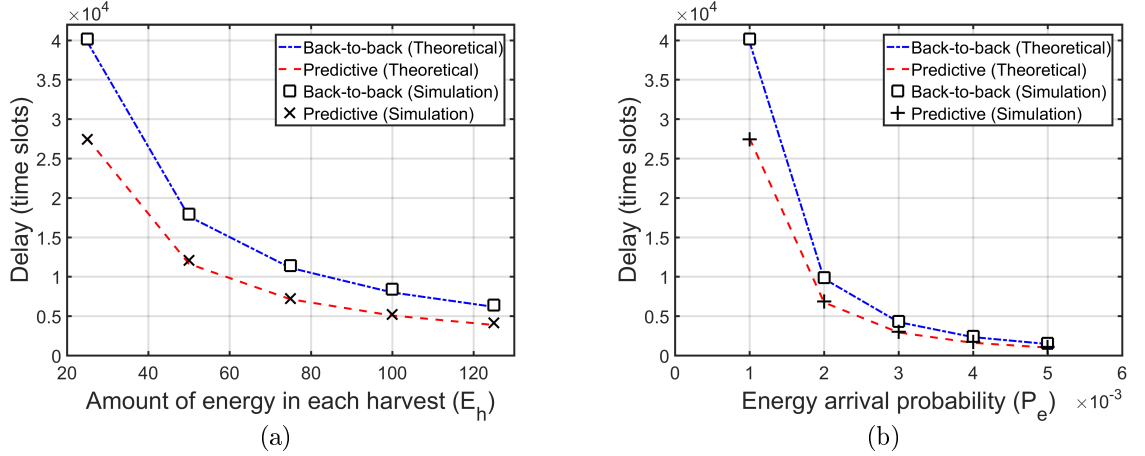 ×10⁴
4
3.5
3
2.5
2
1.5
1
0.5
0
Delay (time slots)
Back-to-back (Theoretical)
Predictive (Theoretical)
Back-to-back (Simulation)
Predictive (Simulation)
20 40 60 80 100 120
Amount of energy in each harvest (E_h)
(a)
×10⁴
4
3.5
3
2.5
2
1.5
1
0.5
0
Delay (time slots)
Back-to-back (Theoretical)
Predictive (Theoretical)
Back-to-back (Simulation)
Predictive (Simulation)
0 1 2 3 4 5 6
Energy arrival probability (P_e) ×10⁻³
(b)